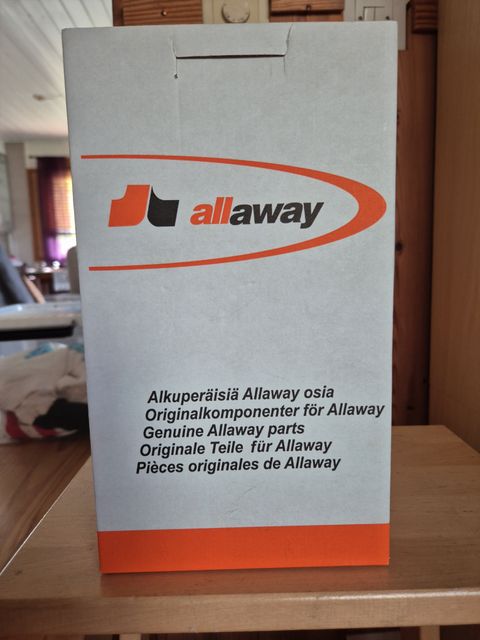 allaway
Alkuperäisiä Allaway osia
Originalkomponenter för Allaway
Genuine Allaway parts
Originale Teile für Allaway
Pièces originales de Allaway